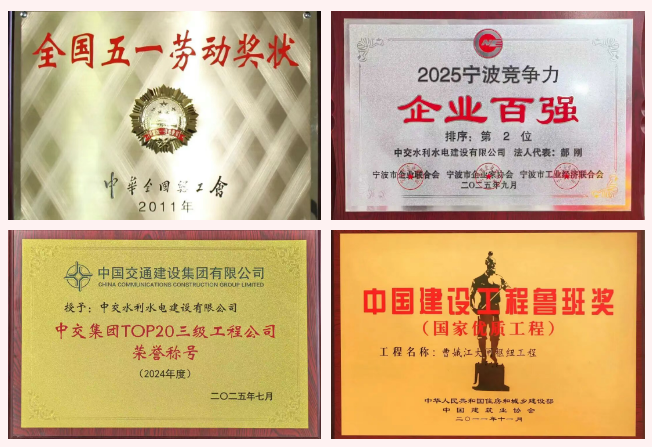 全国五一劳动奖状
中华全国总工會
2011年
2025宁波竞争力
企业百强
排序：第 2 位
中交水利水电建设有限公司 法人代表：郝 刚
宁波市企业联合会 宁波市企业家协会 宁波市工业经济联合会
二〇二五年九月
中国交通建设集团有限公司
CHINA COMMUNICATIONS CONSTRUCTION GROUP LIMITED
授予：中交水利水电建设有限公司
中交集团TOP20三级工程公司
荣誉称号
（2024年度）
二〇二五年七月
中国建设工程鲁班奖
（国家优质工程）
工程名称：曹娥江大闸枢纽工程
中华人民共和国住房和城乡建设部
中国建筑业协会
二〇一一年十一月